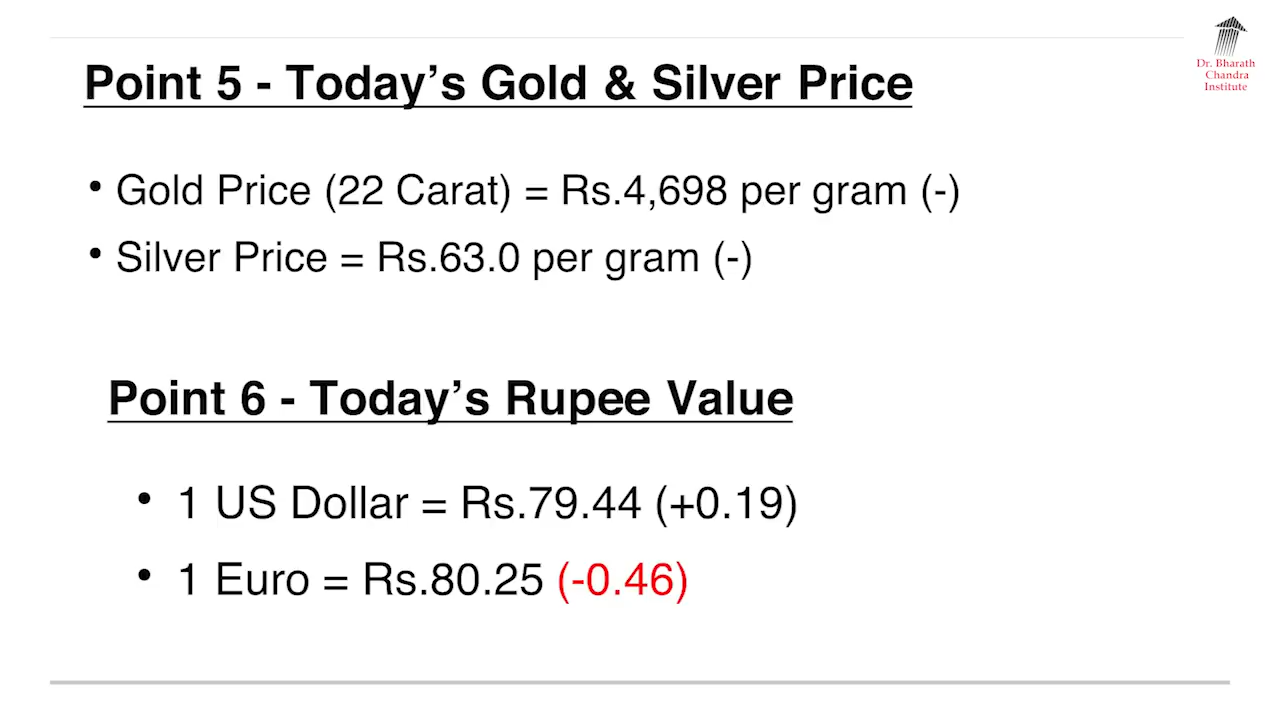 Dr. Bharath
Chandra
Institute
Point 5 - Today’s Gold & Silver Price
• Gold Price (22 Carat) = Rs.4,698 per gram (-)
• Silver Price = Rs.63.0 per gram (-)
Point 6 - Today’s Rupee Value
• 1 US Dollar = Rs.79.44 (+0.19)
• 1 Euro = Rs.80.25 (-0.46)